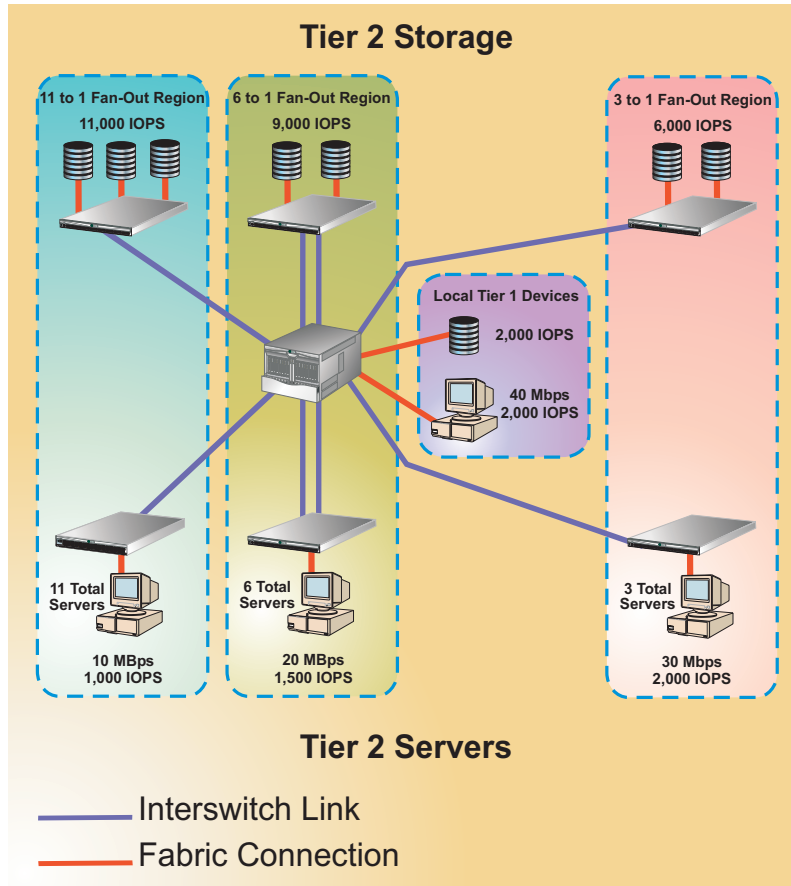 Tier 2 Storage
11 to 1 Fan-Out Region
11,000 IOPS
6 to 1 Fan-Out Region
9,000 IOPS
3 to 1 Fan-Out Region
6,000 IOPS
Local Tier 1 Devices
2,000 IOPS
40 Mbps
2,000 IOPS
11 Total
Servers
10 MBps
1,000 IOPS
6 Total
Servers
20 MBps
1,500 IOPS
3 Total
Servers
30 Mbps
2,000 IOPS
Tier 2 Servers
Interswitch Link
Fabric Connection